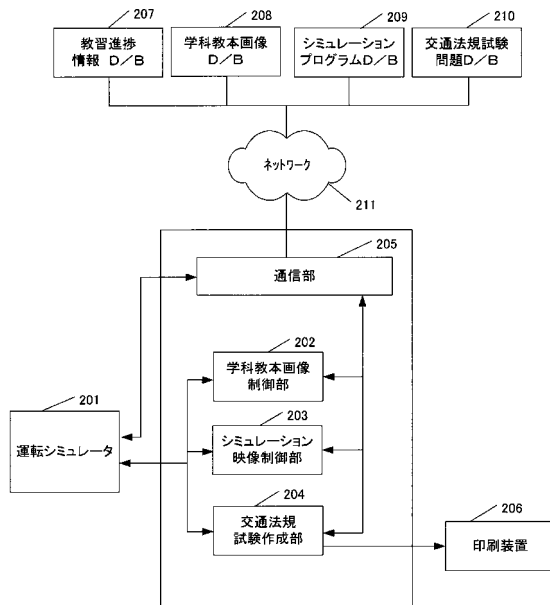 207
208
209
210
教習進捗
情報 D/B
学科教本画像
D/B
シミュレーション
プログラムD/B
交通法規試験
問題D/B
ネットワーク
211
205
通信部
202
学科教本画像
制御部
201
運転シミュレータ
203
シミュレーション
映像制御部
204
交通法規
試験作成部
206
印刷装置